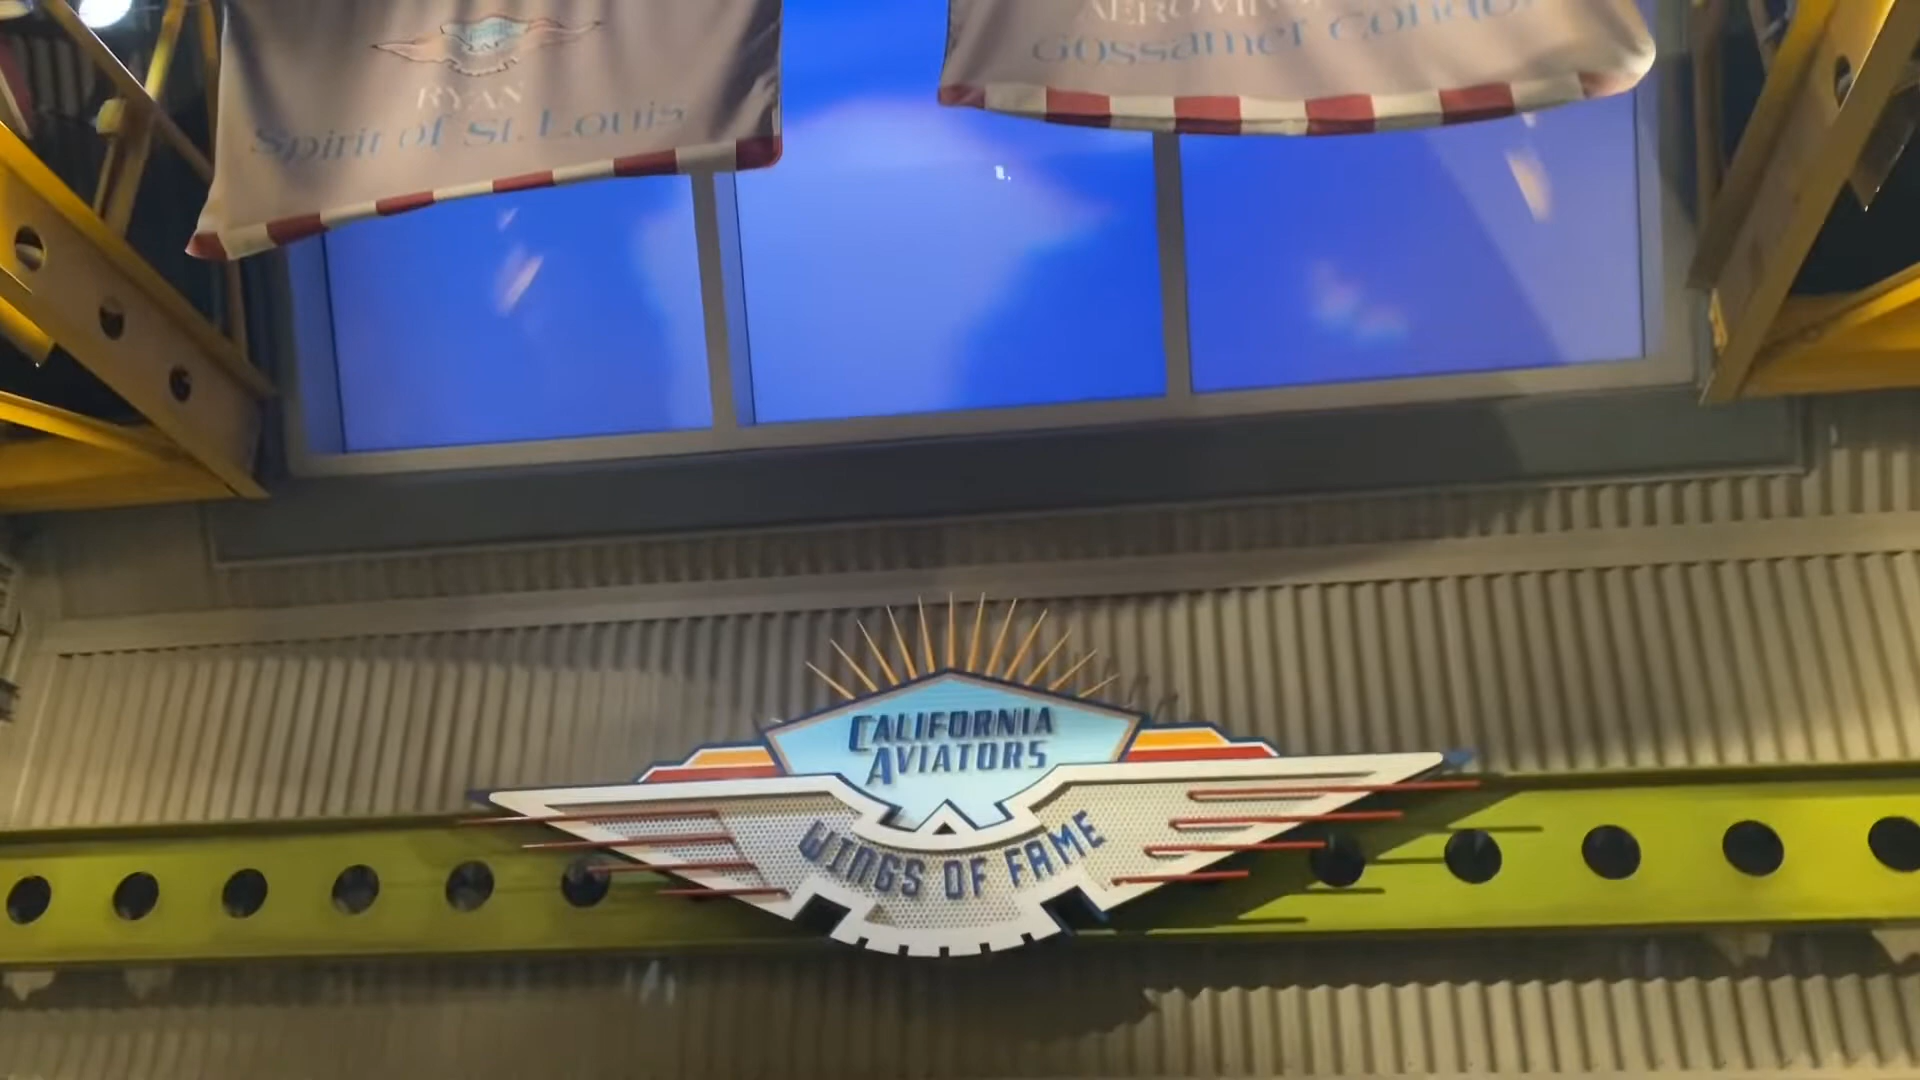 RYAN
Spirit of St. Louis
Gossamer Condor
CALIFORNIA
AVIATORS
WINGS OF FAME